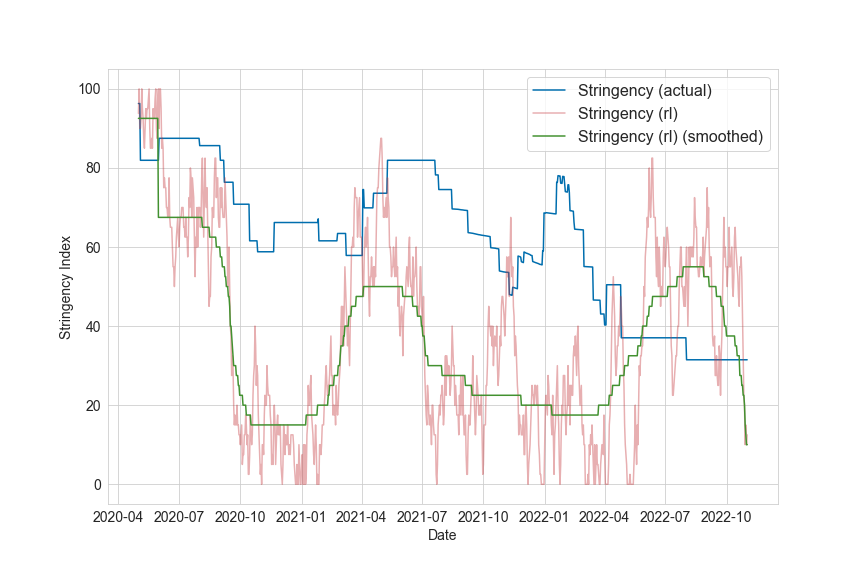 Stringency (actual)
Stringency (rl)
Stringency (rl) (smoothed)
Stringency Index
100
80
60
40
20
0
2020-04 2020-07 2020-10 2021-01 2021-04 2021-07 2021-10 2022-01 2022-04 2022-07 2022-10
Date